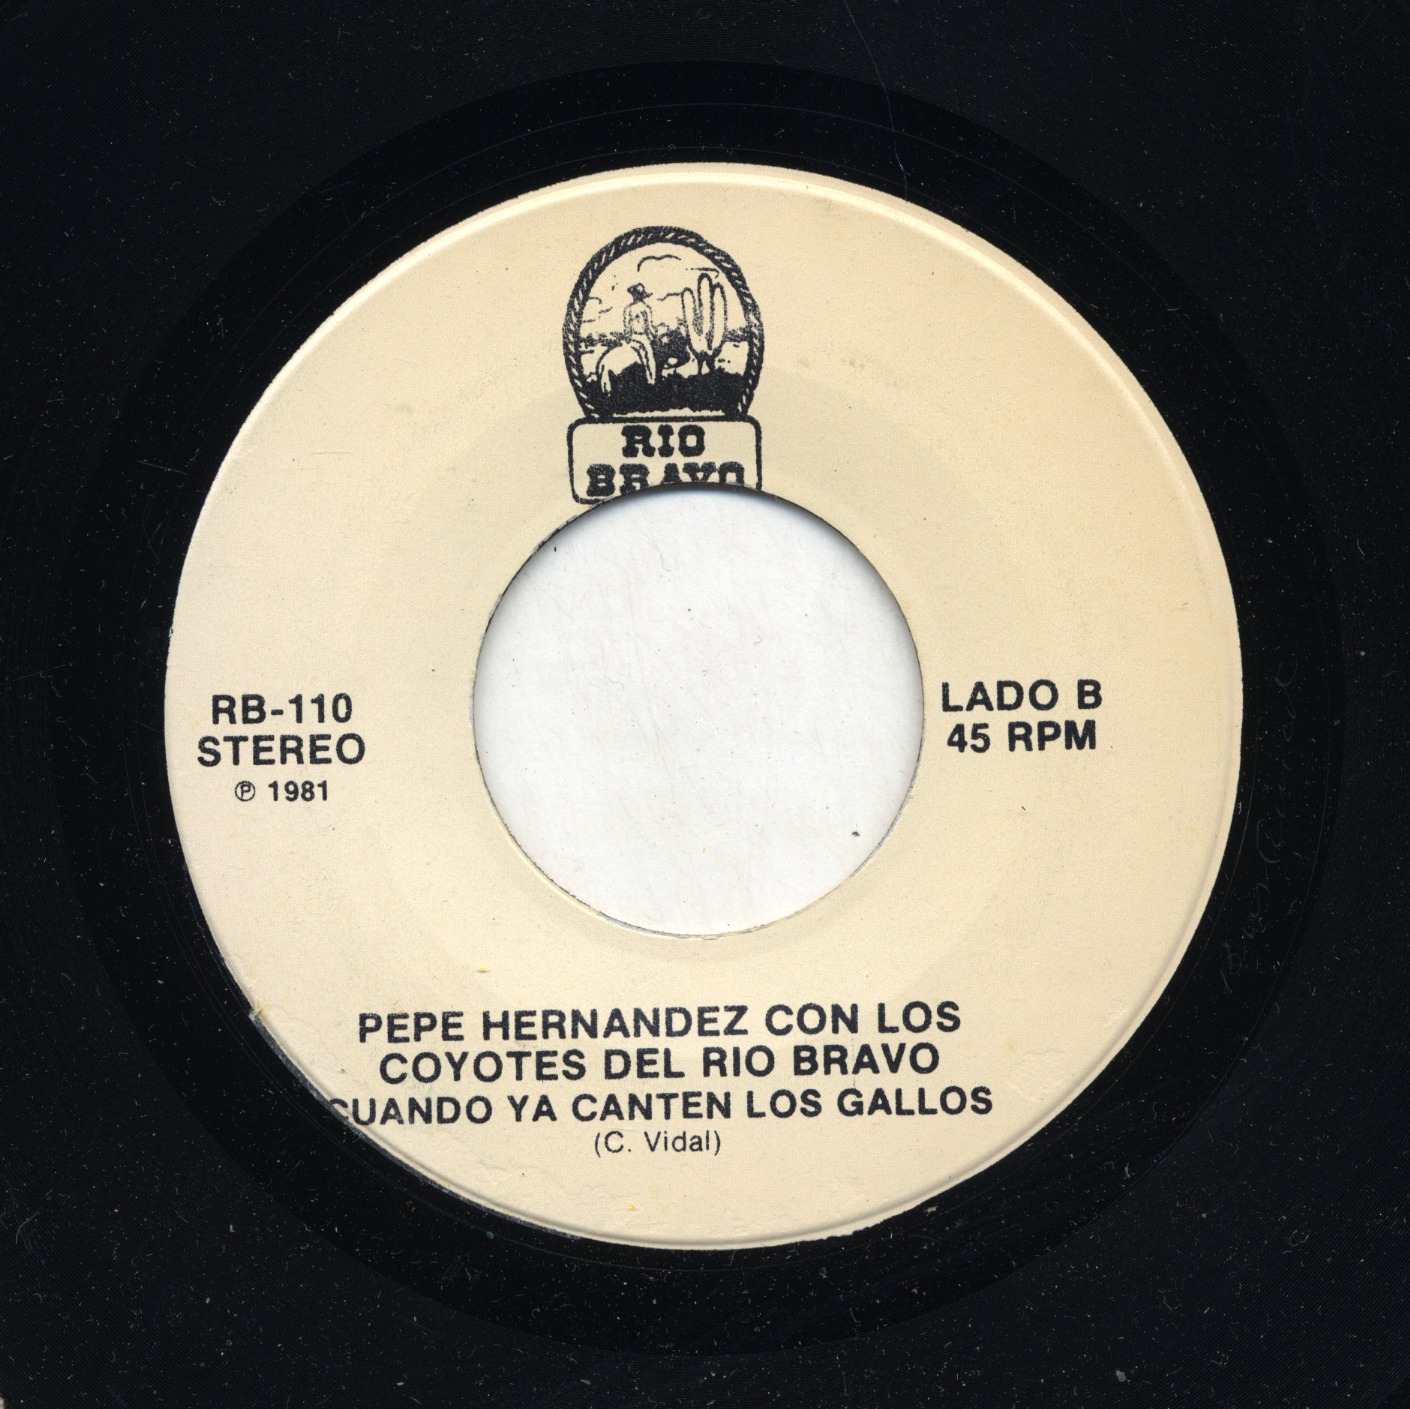 RIO
BRAVO
RB-110
STEREO
℗ 1981
LADO B
45 RPM
PEPE HERNANDEZ CON LOS
COYOTES DEL RIO BRAVO
CUANDO YA CANTEN LOS GALLOS
(C. Vidal)